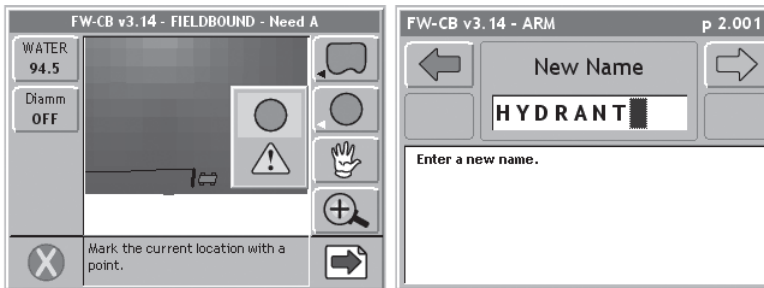 FW-CB v3.14 - FIELDBOUND - Need A
WATER
94.5
Diamm
OFF
Mark the current location with a
point.
FW-CB v3.14 - ARM p 2.001
New Name
HYDRANT
Enter a new name.